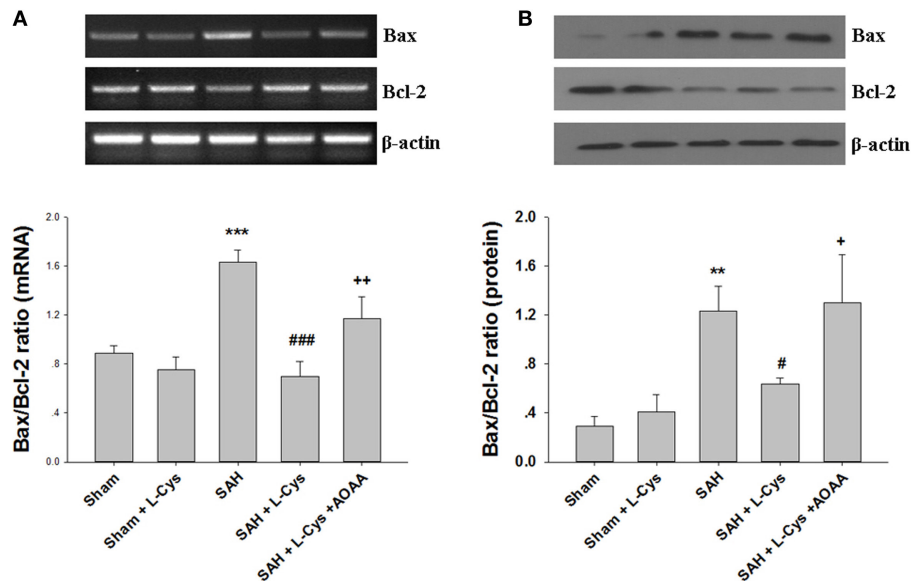 A
Bax
Bcl-2
β-actin
Bax/Bcl-2 ratio (mRNA)
2.0
1.6
1.2
.8
.4
0.0
***
###
++
Sham
Sham + L-Cys
SAH
SAH + L-Cys
SAH + L-Cys +AOAA
B
Bax
Bcl-2
β-actin
Bax/Bcl-2 ratio (protein)
2.0
1.6
1.2
.8
.4
0.0
**
#
+
Sham
Sham + L-Cys
SAH
SAH + L-Cys
SAH + L-Cys +AOAA